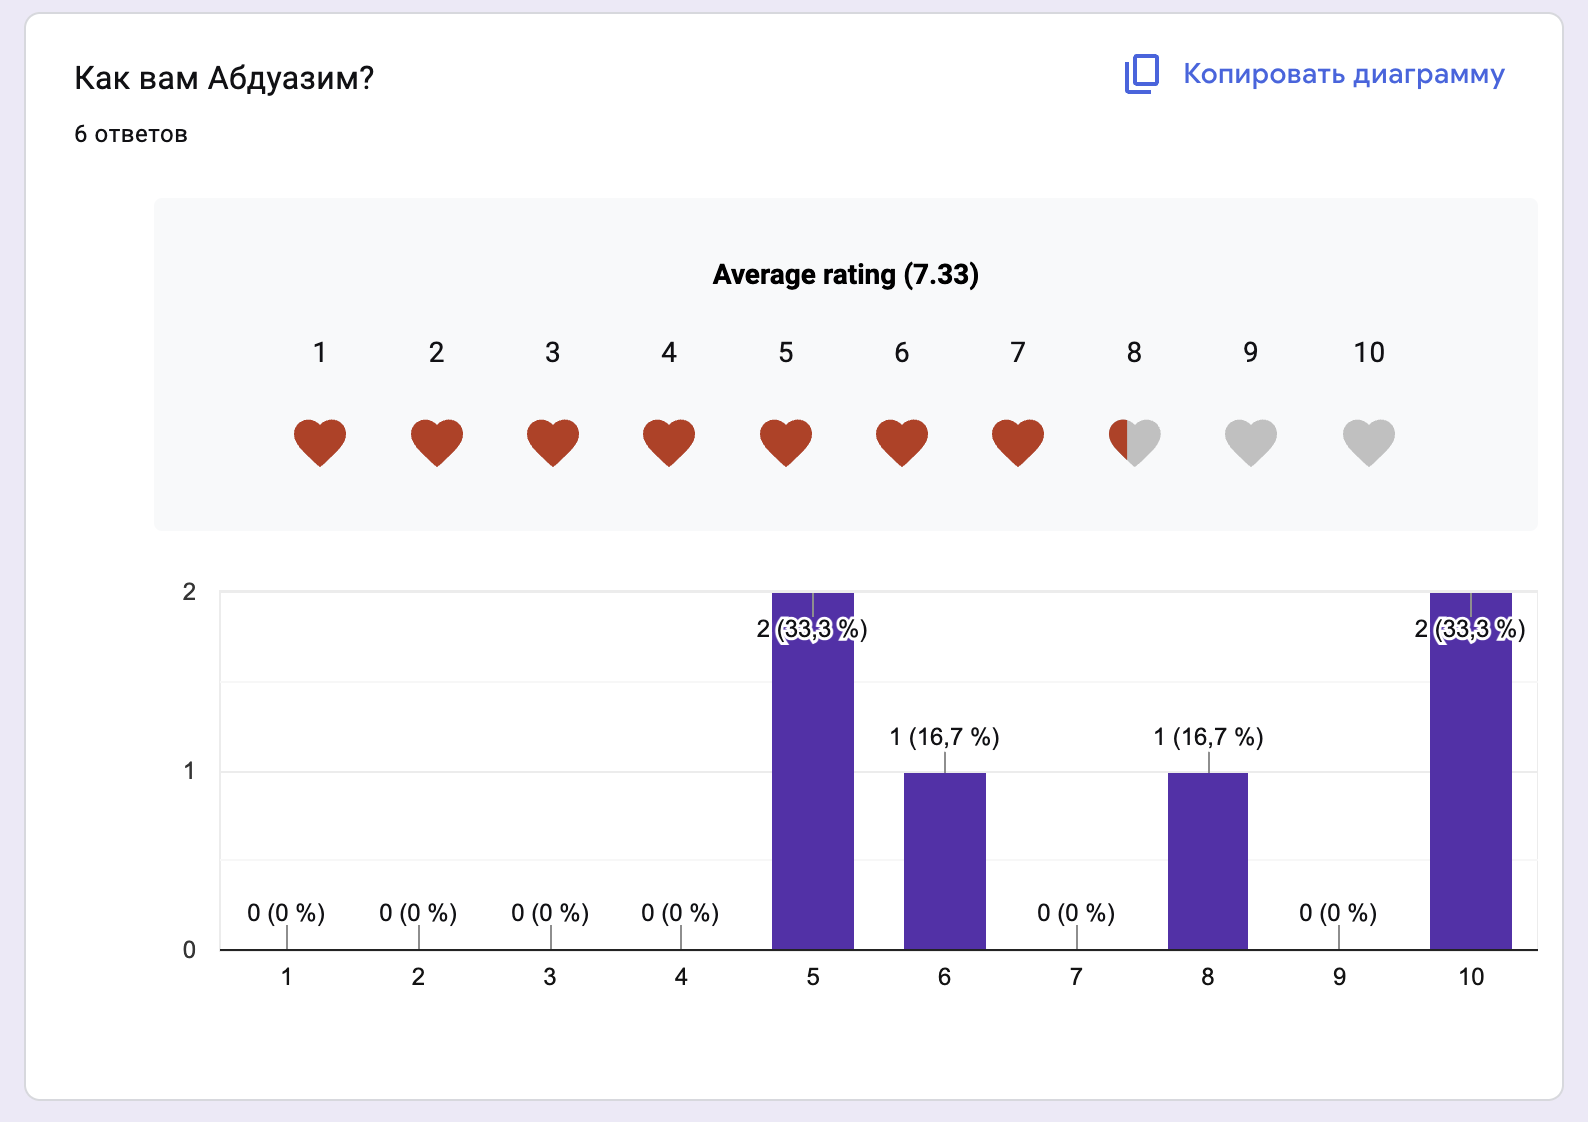 Как вам Абдуазим?
Копировать диаграмму
6 ответов
Average rating (7.33)
1 2 3 4 5 6 7 8 9 10
2
2 (33,3 %) 2 (33,3 %)
1 (16,7 %) 1 (16,7 %)
1
0 (0 %) 0 (0 %) 0 (0 %) 0 (0 %) 0 (0 %) 0 (0 %)
0
1 2 3 4 5 6 7 8 9 10